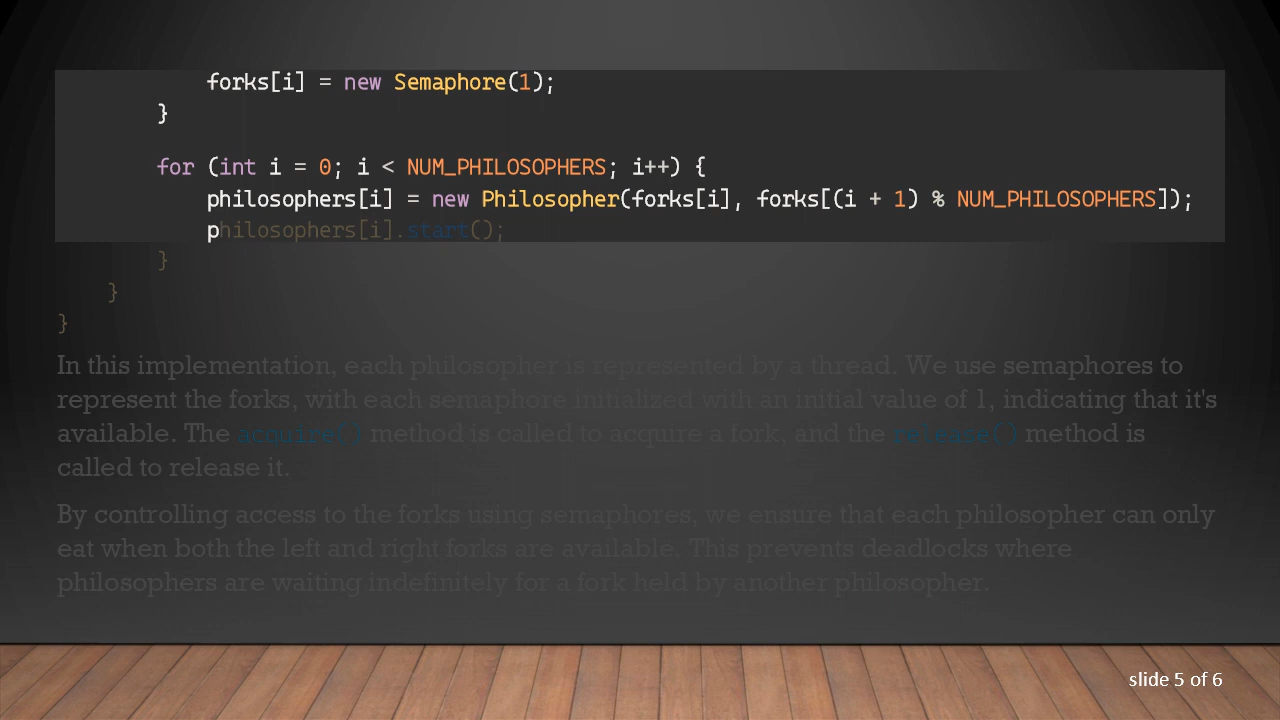 forks[i] = new Semaphore(1);
}
for (int i = 0; i < NUM_PHILOSOPHERS; i++) {
philosophers[i] = new Philosopher(forks[i], forks[(i + 1) % NUM_PHILOSOPHERS]);
philosophers[i].start();
}
}
}
In this implementation, each philosopher is represented by a thread. We use semaphores to
represent the forks, with each semaphore initialized with an initial value of 1, indicating that it's
available. The acquire() method is called to acquire a fork, and the release() method is
called to release it.
By controlling access to the forks using semaphores, we ensure that each philosopher can only
eat when both the left and right forks are available. This prevents deadlocks where
philosophers are waiting indefinitely for a fork held by another philosopher.
slide 5 of 6